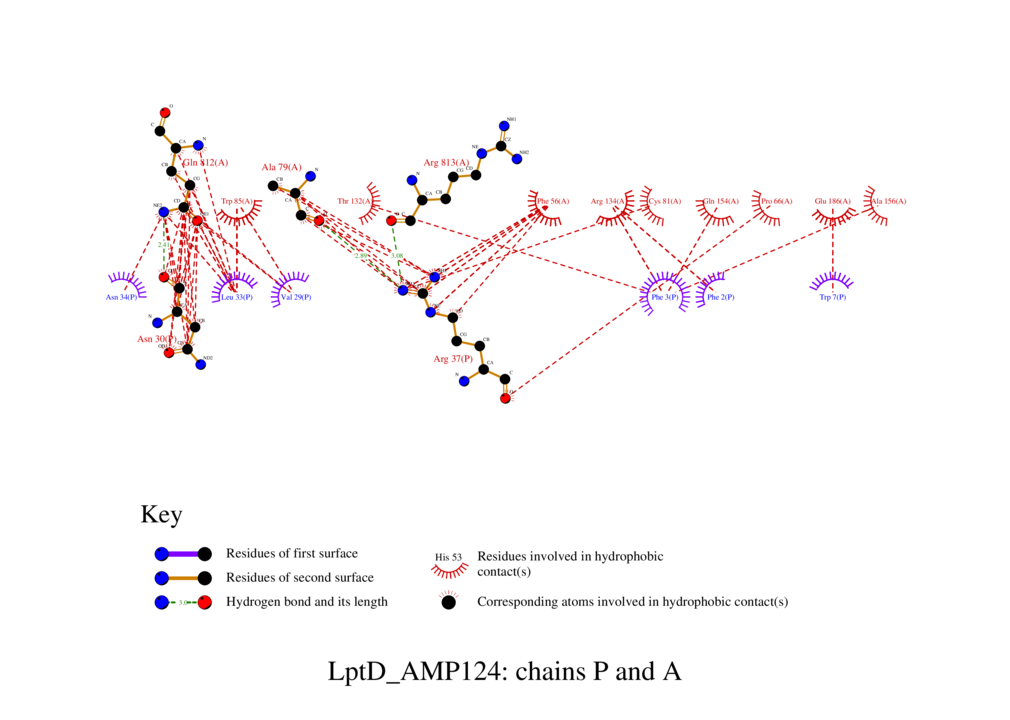 O
C
CA
N
CB
Gln 812(A)
CG
CD
NE2
OE1
2.41
Asn 34(P)
N
CB
Asn 30(P)
OD1
ND2
Trp 85(A)
Leu 33(P)
Val 29(P)
Ala 79(A)
N
CB
CA
2.89
Thr 132(A)
Arg 813(A)
NH1
CZ
NH2
NE
CD
CG
N
CA
CB
C
3.08
Phe 56(A)
Arg 134(A)
Cys 81(A)
Gln 154(A)
Pro 66(A)
Glu 186(A)
Ala 156(A)
Phe 3(P)
Phe 2(P)
Trp 7(P)
CG
CB
Arg 37(P)
CA
N
C
O
Key
Residues of first surface
Residues of second surface
3.0
Hydrogen bond and its length
His 53
Residues involved in hydrophobic
contact(s)
Corresponding atoms involved in hydrophobic contact(s)
LptD_AMP124: chains P and A